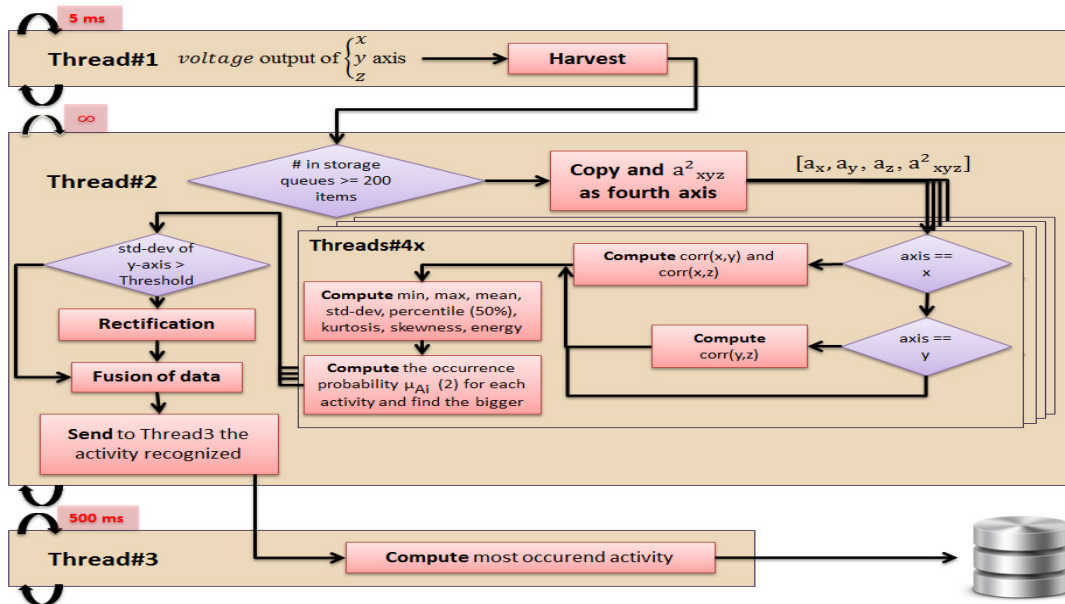 5 ms
Thread#1
voltage output of { x y z axis
Harvest
∞
Thread#2
# in storage
queues >= 200
items
Copy and a²xyz
as fourth axis
[ax, ay, az, a²xyz]
std-dev of
y-axis >
Threshold
Rectification
Fusion of data
Send to Thread3 the
activity recognized
Threads#4x
Compute corr(x,y) and
corr(x,z)
axis ==
x
Compute min, max, mean,
std-dev, percentile (50%),
kurtosis, skewness, energy
Compute
corr(y,z)
axis ==
y
Compute the occurrence
probability μAi (2) for each
activity and find the bigger
500 ms
Thread#3
Compute most occurend activity